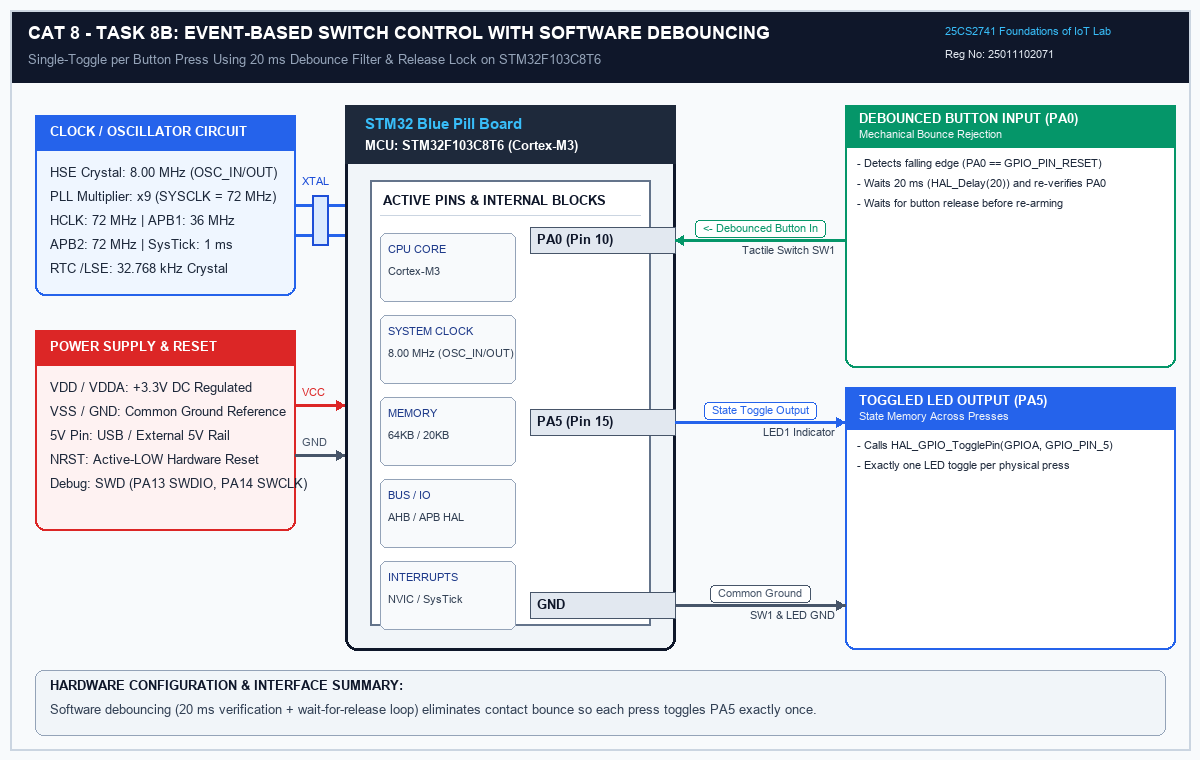 CAT 8 - TASK 8B: EVENT-BASED SWITCH CONTROL WITH SOFTWARE DEBOUNCING
Single-Toggle per Button Press Using 20 ms Debounce Filter & Release Lock on STM32F103C8T6
25CS2741 Foundations of IoT Lab
Reg No: 25011102071
CLOCK / OSCILLATOR CIRCUIT
HSE Crystal: 8.00 MHz (OSC_IN/OUT)
PLL Multiplier: x9 (SYSCLK = 72 MHz)
HCLK: 72 MHz | APB1: 36 MHz
APB2: 72 MHz | SysTick: 1 ms
RTC /LSE: 32.768 kHz Crystal
XTAL
POWER SUPPLY & RESET
VDD / VDDA: +3.3V DC Regulated
VSS / GND: Common Ground Reference
5V Pin: USB / External 5V Rail
NRST: Active-LOW Hardware Reset
Debug: SWD (PA13 SWDIO, PA14 SWCLK)
VCC
GND
STM32 Blue Pill Board
MCU: STM32F103C8T6 (Cortex-M3)
ACTIVE PINS & INTERNAL BLOCKS
CPU CORE
Cortex-M3
SYSTEM CLOCK
8.00 MHz (OSC_IN/OUT)
MEMORY
64KB / 20KB
BUS / IO
AHB / APB HAL
INTERRUPTS
NVIC / SysTick
PA0 (Pin 10)
PA5 (Pin 15)
GND
<- Debounced Button In
Tactile Switch SW1
State Toggle Output
LED1 Indicator
Common Ground
SW1 & LED GND
DEBOUNCED BUTTON INPUT (PA0)
Mechanical Bounce Rejection
- Detects falling edge (PA0 == GPIO_PIN_RESET)
- Waits 20 ms (HAL_Delay(20)) and re-verifies PA0
- Waits for button release before re-arming
TOGGLED LED OUTPUT (PA5)
State Memory Across Presses
- Calls HAL_GPIO_TogglePin(GPIOA, GPIO_PIN_5)
- Exactly one LED toggle per physical press
HARDWARE CONFIGURATION & INTERFACE SUMMARY:
Software debouncing (20 ms verification + wait-for-release loop) eliminates contact bounce so each press toggles PA5 exactly once.